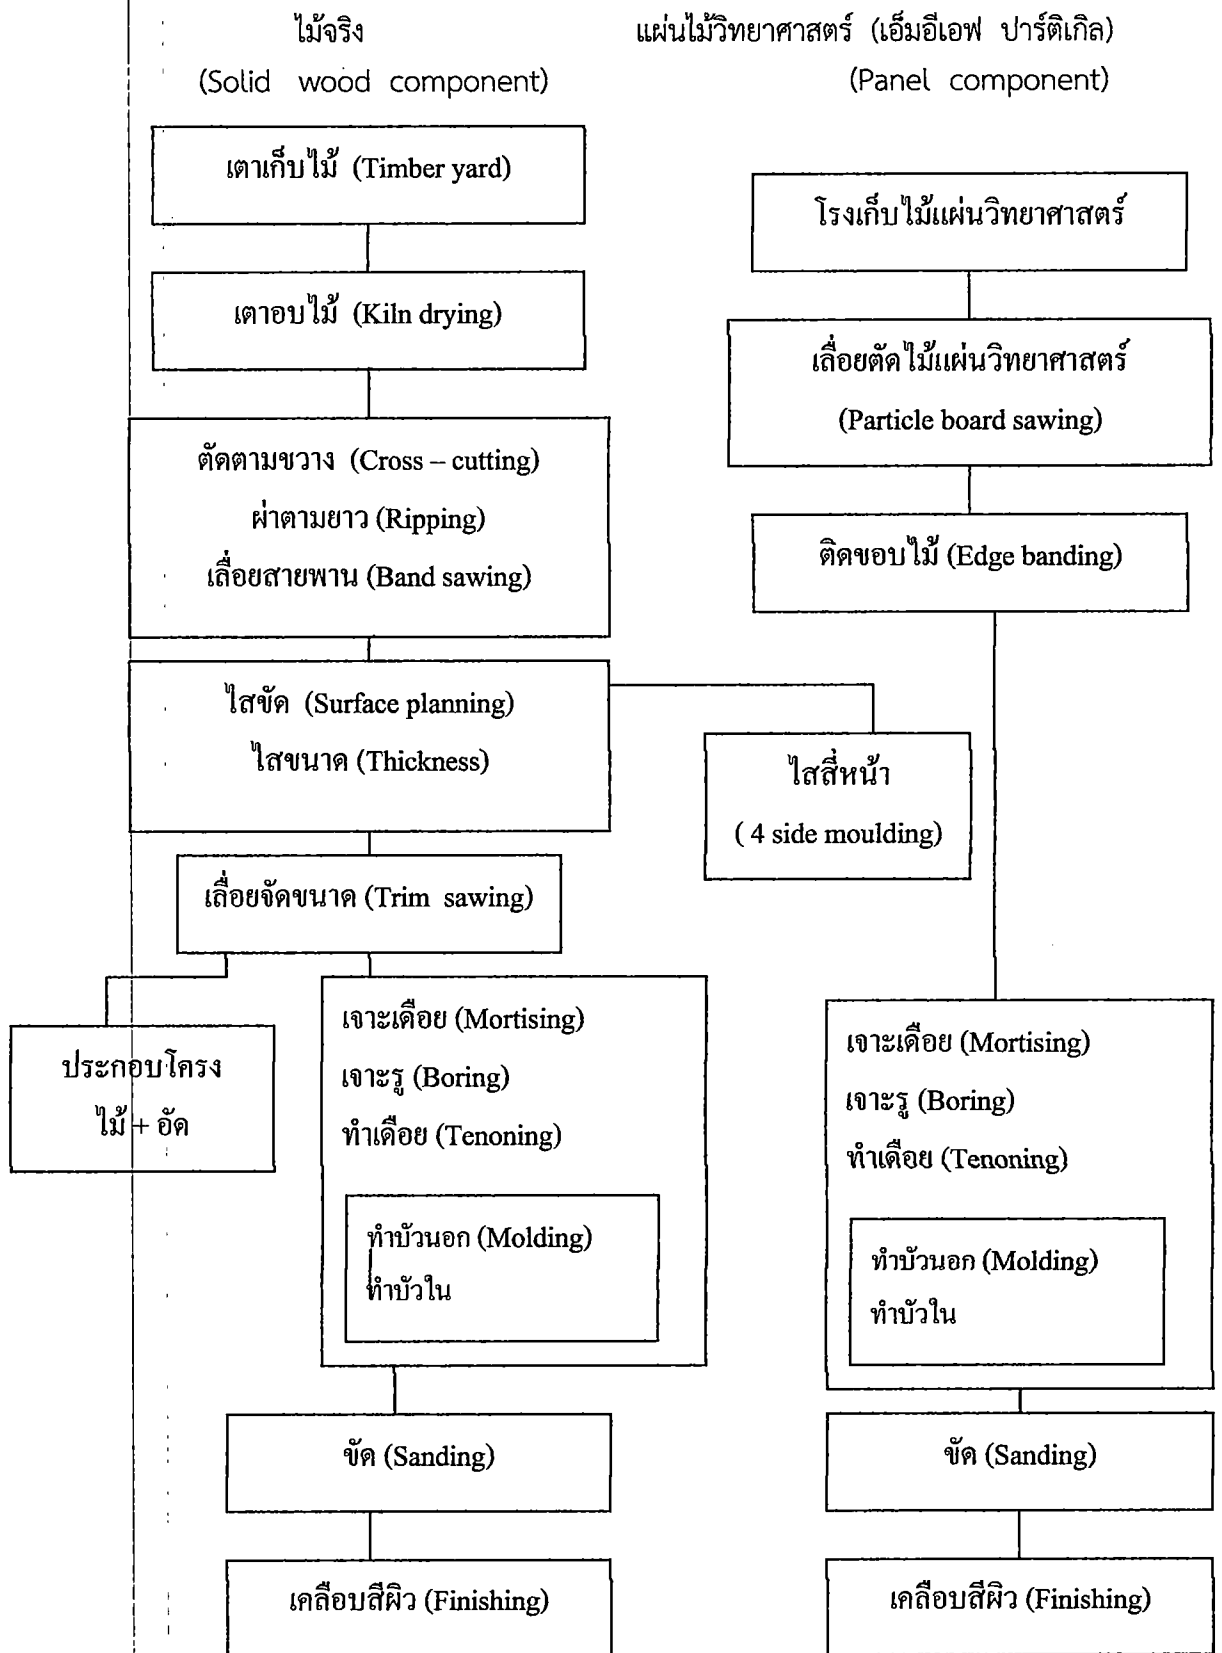 ไม้จริง
(Solid wood component)
เตาเก็บไม้ (Timber yard)
เตาอบไม้ (Kiln drying)
ตัดตามขวาง (Cross – cutting)
ผ่าตามยาว (Ripping)
เลื่อยสายพาน (Band sawing)
ไสขัด (Surface planning)
ไสขนาด (Thickness)
ไสสี่หน้า
( 4 side moulding)
เลื่อยจัดขนาด (Trim sawing)
ประกอบโครง
ไม้ + อัด
เจาะเดือย (Mortising)
เจาะรู (Boring)
ทำเดือย (Tenoning)
ทำบัวนอก (Molding)
ทำบัวใน
ขัด (Sanding)
เคลือบสีผิว (Finishing)
แผ่นไม้วิทยาศาสตร์ (เอ็มอีเอฟ ปาร์ติเกิล)
(Panel component)
โรงเก็บไม้แผ่นวิทยาศาสตร์
เลื่อยตัดไม้แผ่นวิทยาศาสตร์
(Particle board sawing)
ติดขอบไม้ (Edge banding)
เจาะเดือย (Mortising)
เจาะรู (Boring)
ทำเดือย (Tenoning)
ทำบัวนอก (Molding)
ทำบัวใน
ขัด (Sanding)
เคลือบสีผิว (Finishing)